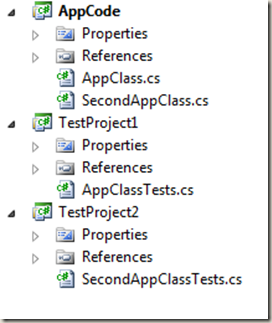 AppCode
Properties
References
AppClass.cs
SecondAppClass.cs
TestProject1
Properties
References
AppClassTests.cs
TestProject2
Properties
References
SecondAppClassTests.cs